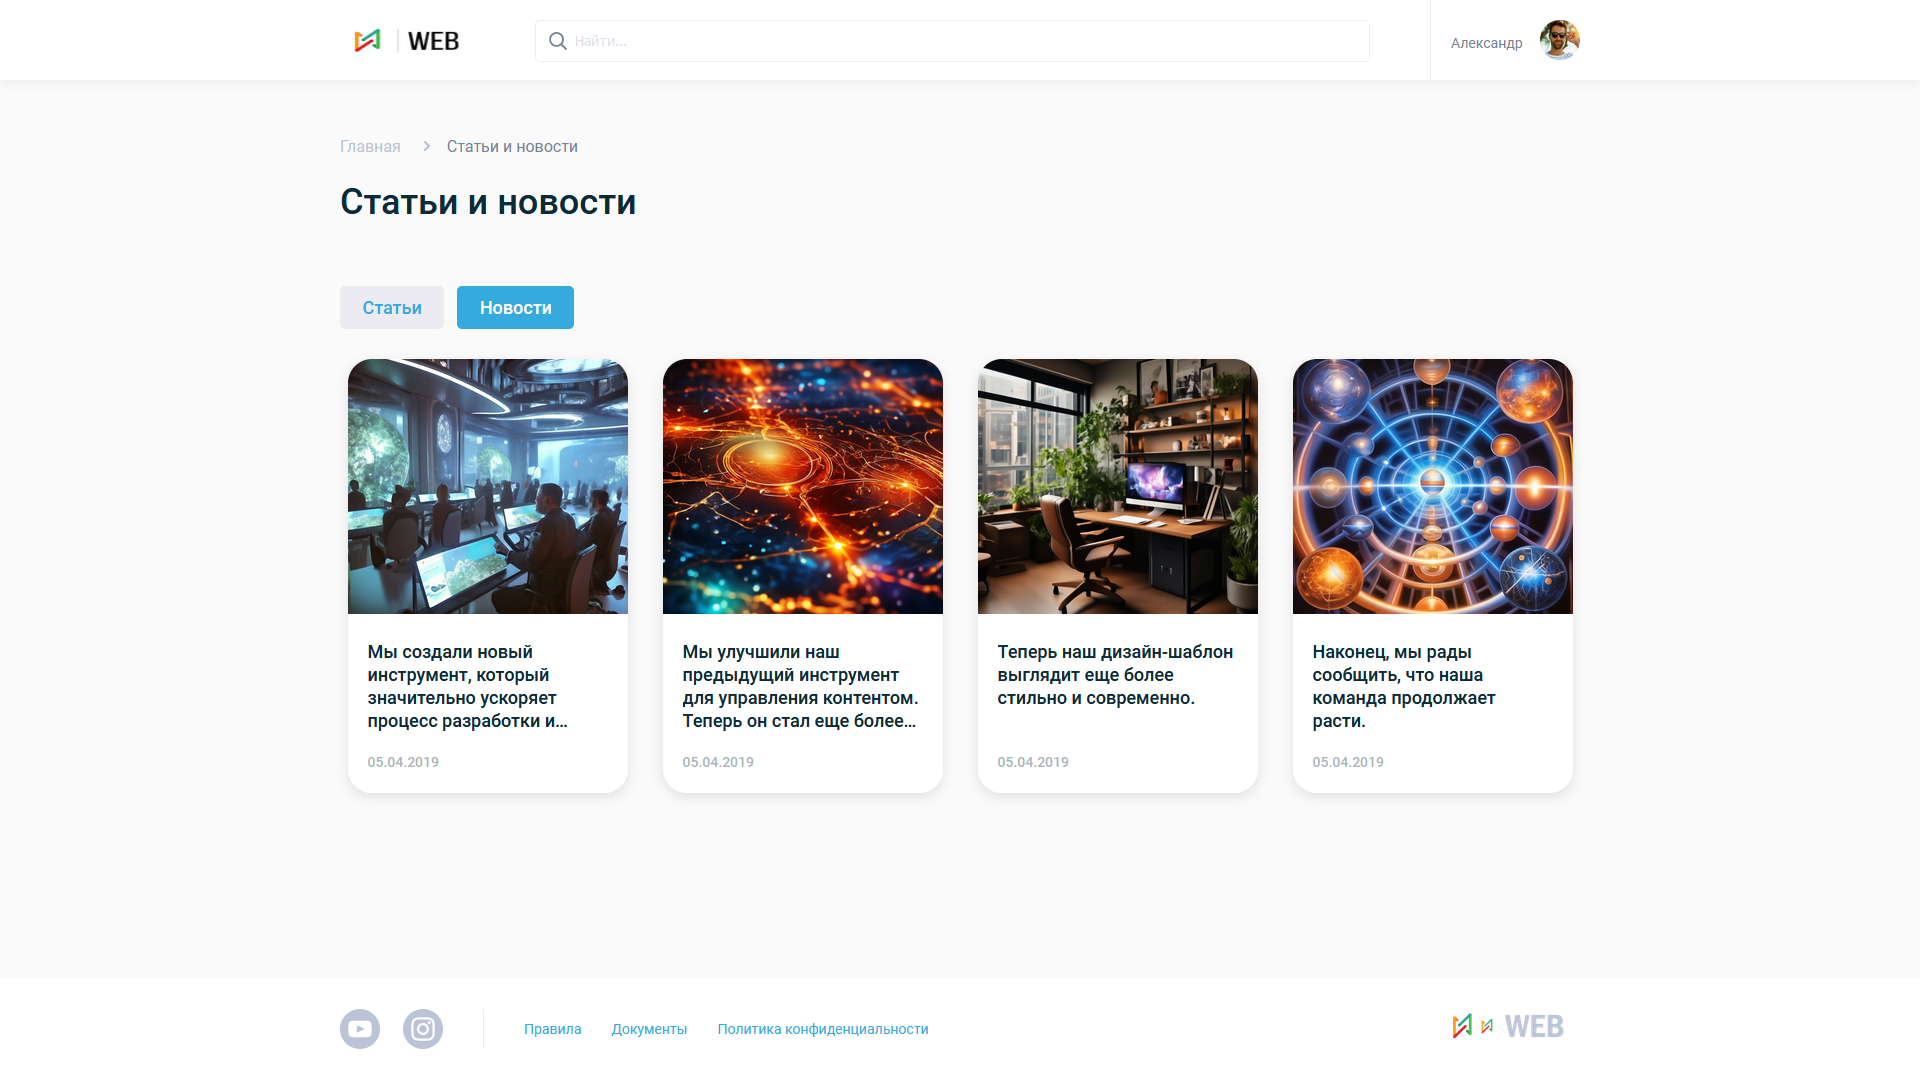 WEB
Найти...
Александр
Главная
Статьи и новости
Статьи и новости
Статьи
Новости
Мы создали новый
инструмент, который
значительно ускоряет
процесс разработки и...
05.04.2019
Мы улучшили наш
предыдущий инструмент
для управления контентом.
Теперь он стал еще более...
05.04.2019
Теперь наш дизайн-шаблон
выглядит еще более
стильно и современно.
05.04.2019
Наконец, мы рады
сообщить, что наша
команда продолжает
расти.
05.04.2019
Правила
Документы
Политика конфиденциальности
WEB